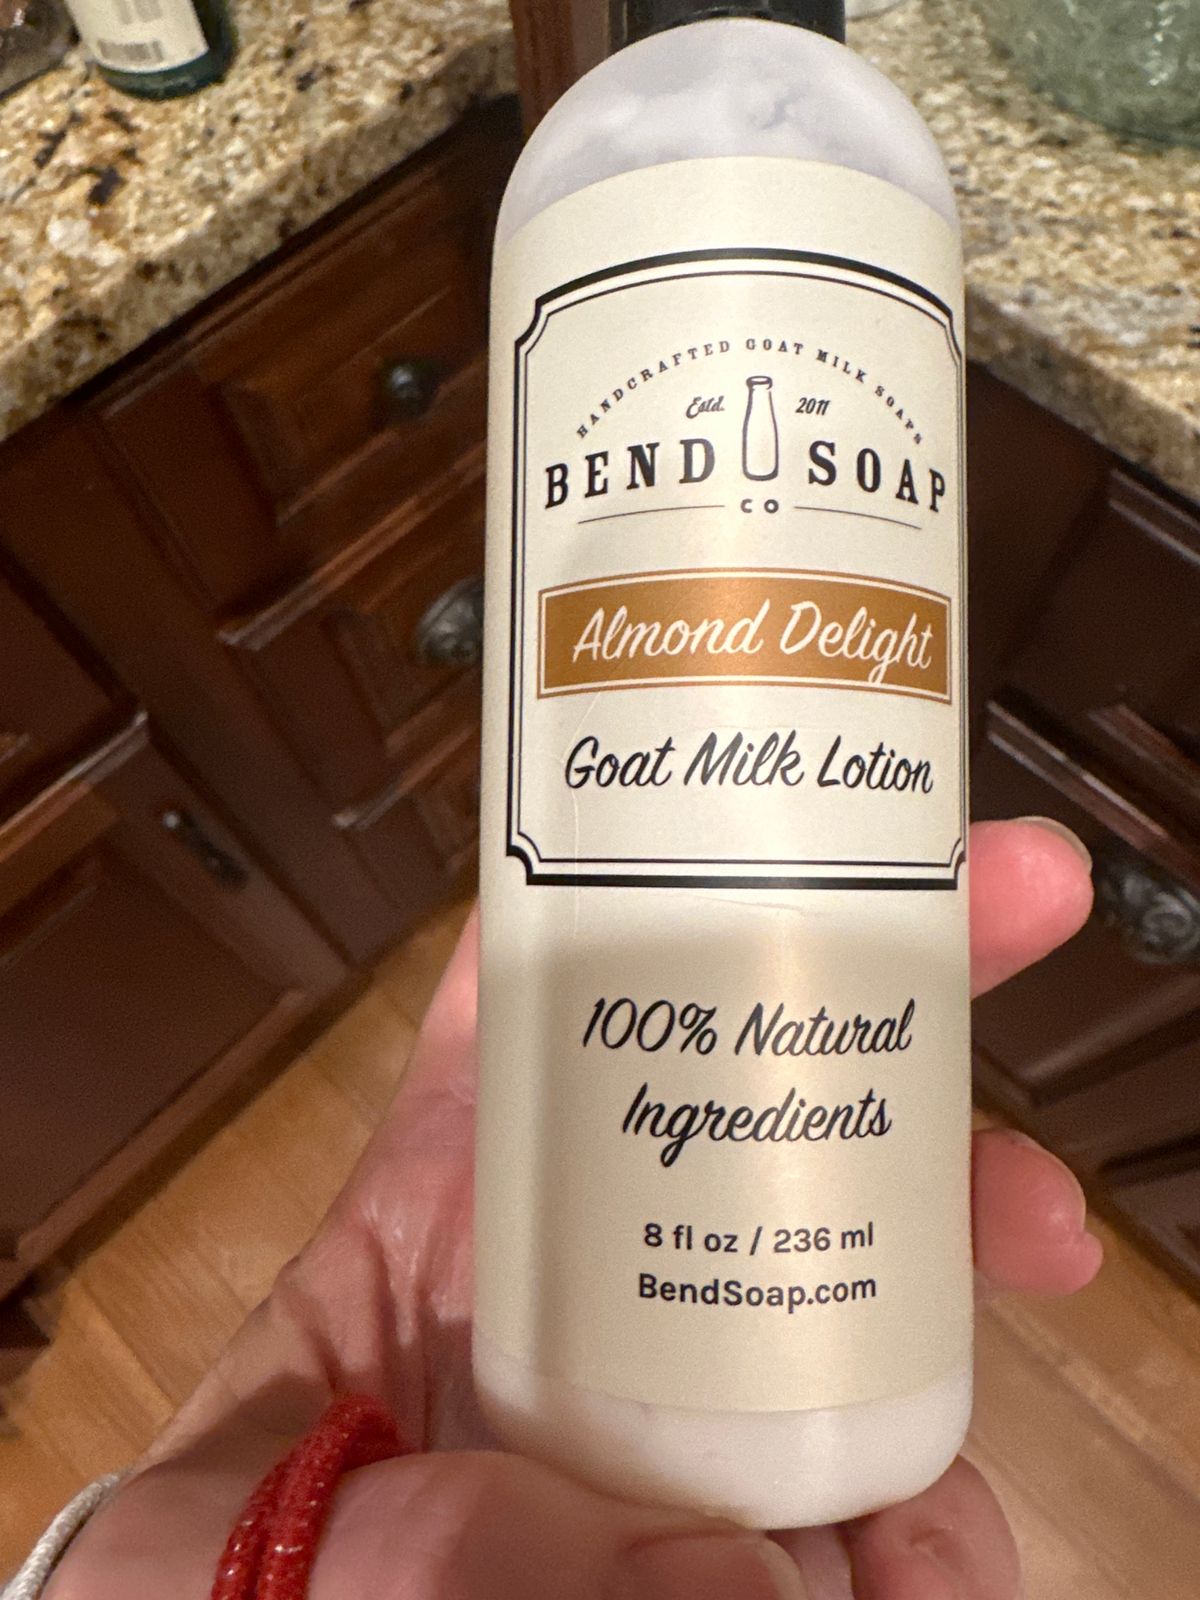 HANDCRAFTED GOAT MILK SOAPS
Estd. 2011
BEND SOAP
CO
Almond Delight
Goat Milk Lotion
100% Natural
Ingredients
8 fl oz / 236 ml
BendSoap.com